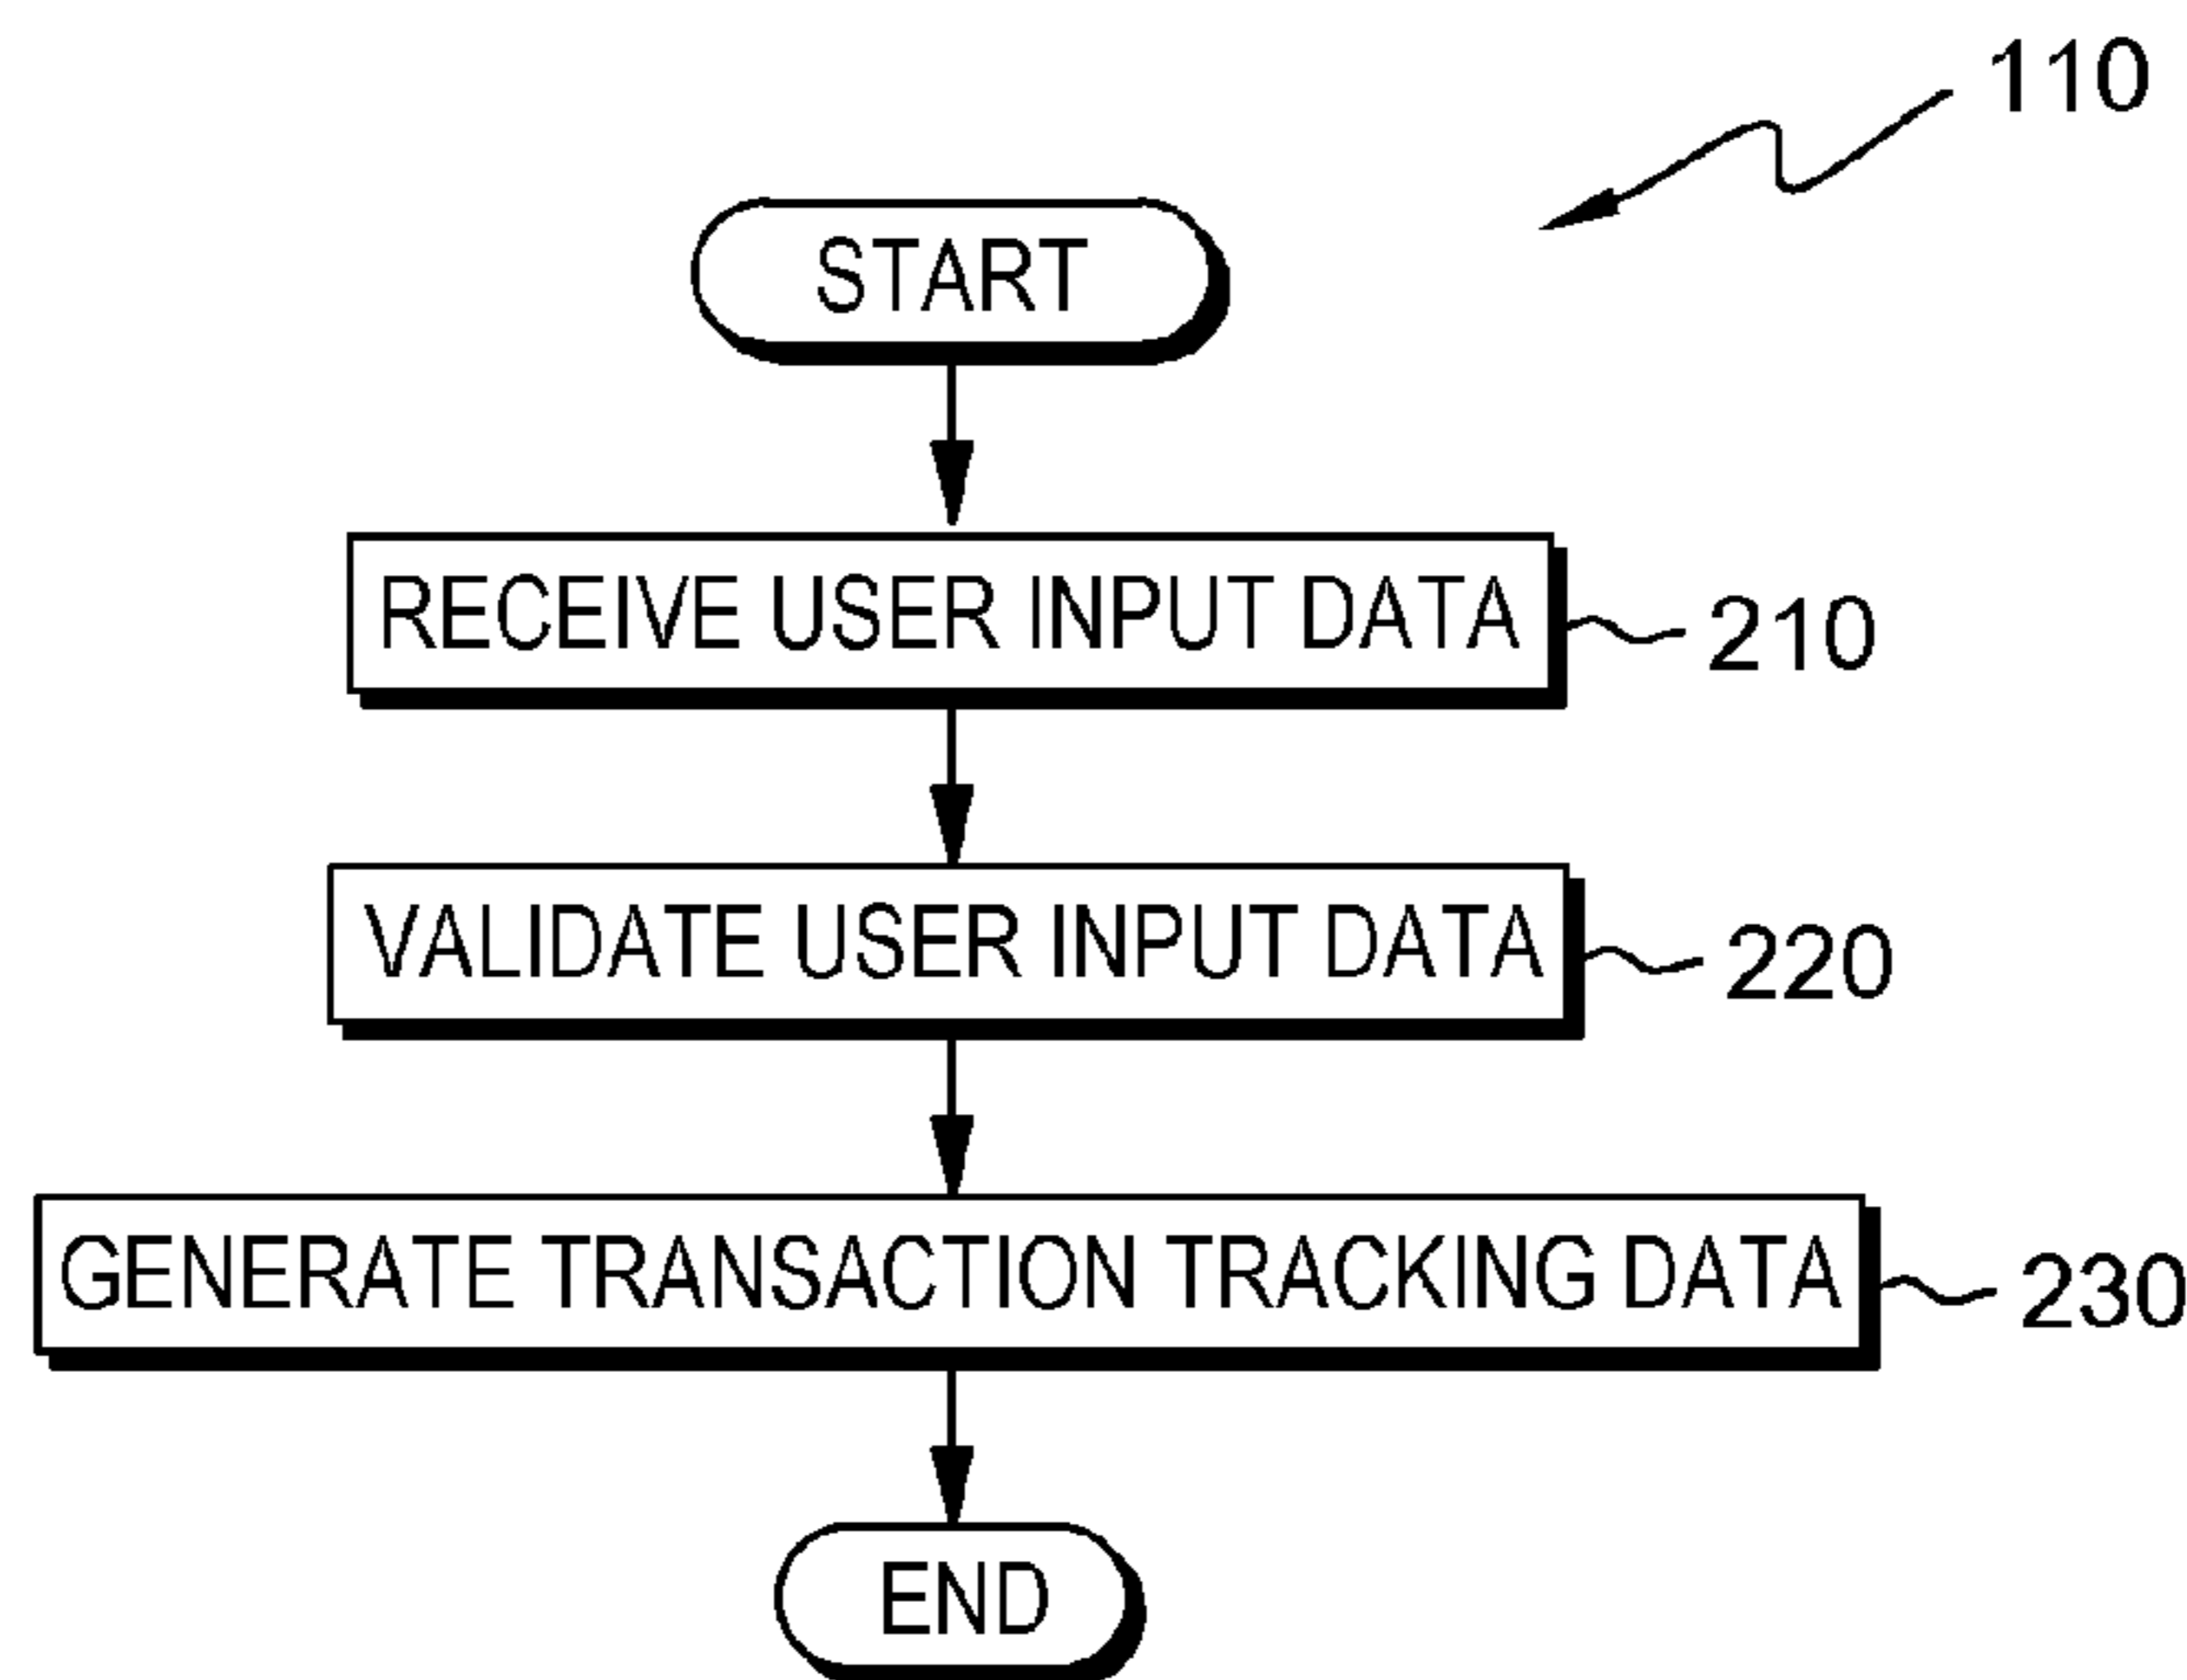 110
START
RECEIVE USER INPUT DATA
210
VALIDATE USER INPUT DATA
220
GENERATE TRANSACTION TRACKING DATA
230
END